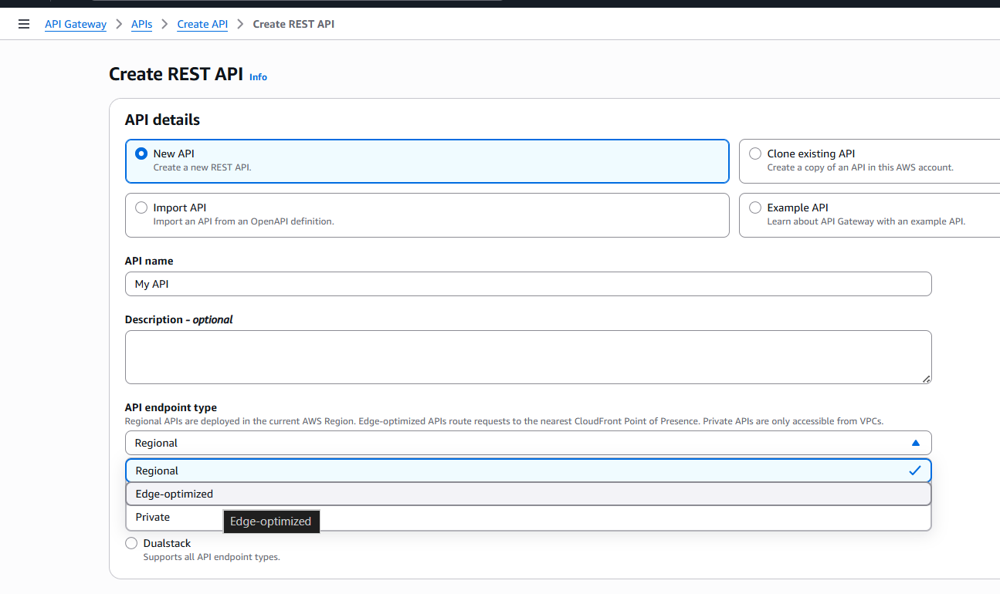 API Gateway > APIs > Create API > Create REST API
Create REST API Info
API details
New API
Create a new REST API.
Clone existing API
Create a copy of an API in this AWS account.
Import API
Import an API from an OpenAPI definition.
Example API
Learn about API Gateway with an example API.
API name
My API
Description - optional
API endpoint type
Regional APIs are deployed in the current AWS Region. Edge-optimized APIs route requests to the nearest CloudFront Point of Presence. Private APIs are only accessible from VPCs.
Regional
Regional
Edge-optimized
Private
Edge-optimized
Dualstack
Supports all API endpoint types.